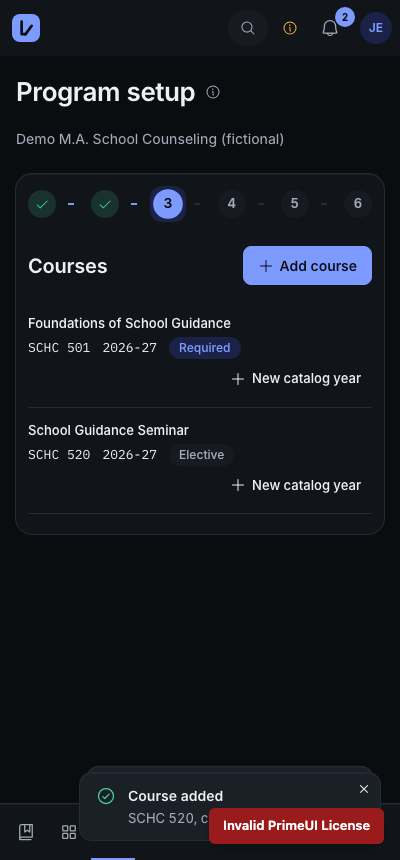 2
JE
Program setup
Demo M.A. School Counseling (fictional)
3 4 5 6
Courses
Add course
Foundations of School Guidance
SCHC 501 2026-27 Required
New catalog year
School Guidance Seminar
SCHC 520 2026-27 Elective
New catalog year
Course added
SCHC 520, c
Invalid PrimeUI License